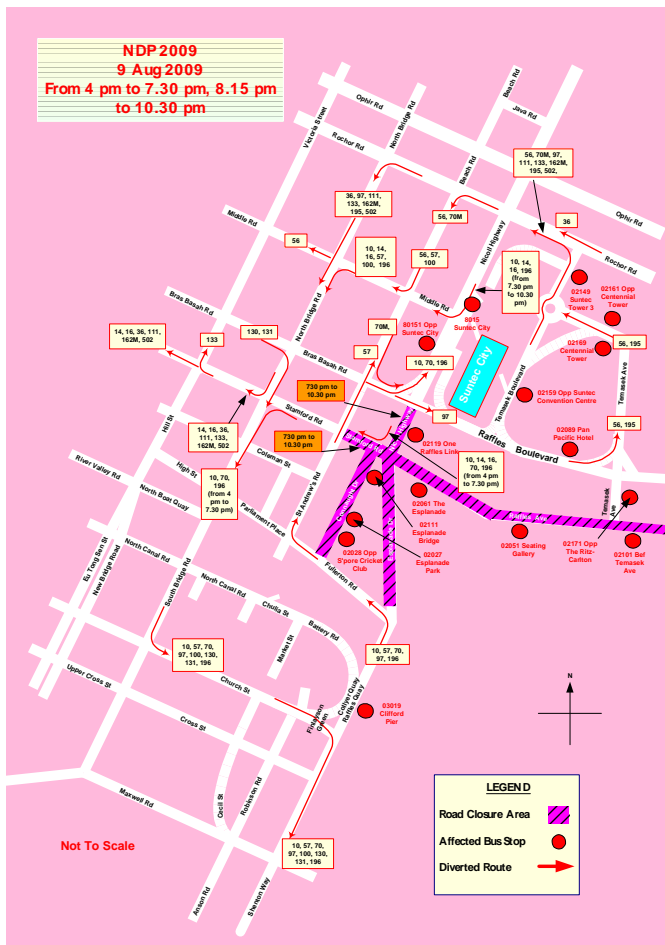 NDP 2009
9 Aug 2009
From 4 pm to 7.30 pm, 8.15 pm
to 10.30 pm
Beach Rd
Java Rd
Ophir Rd
North Bridge Rd
Victoria Street
Rochor Rd
Beach Rd
56, 70M, 97,
111, 133, 162M,
195, 502,
Ophir Rd
36, 97, 111,
133, 162M,
195, 502
56, 70M
36
Nicoll Highway
Middle Rd
Rochor Rd
56
10, 14,
16, 57,
100, 196
56, 57,
100
10, 14,
16, 196
(from
7.30 pm
to 10.30
pm)
02149
Suntec
Tower 3
02161 Opp
Centennial
Tower
Bras Basah Rd
North Bridge Rd
Middle Rd
8015
Suntec City
80151 Opp
Suntec City
70M,
14, 16, 36, 111,
162M, 502
133
130, 131
57
Bras Basah Rd
10, 70, 196
Suntec City
02169
Centennial
Tower
56, 195
Temasek Ave
Temasek Boulevard
02159 Opp Suntec
Convention Centre
730 pm to
10.30 pm
97
Stamford Rd
Hill St
14, 16, 36,
111, 133,
162M, 502
730 pm to
10.30 pm
02119 One
Raffles Link
Raffles Boulevard
02089 Pan
Pacific Hotel
56, 195
Coleman St
River Valley Rd
High St
North Boat Quay
10, 70,
196
(from 4
pm to
7.30 pm)
Parliament Place
St Andrew's Rd
10, 14, 16,
70, 196
(from 4 pm
to 7.30 pm)
02061 The
Esplanade
02111
Esplanade
Bridge
02027
Esplanade
Park
02028 Opp
S'pore Cricket
Club
Temasek
Ave
02051 Seating
Gallery
02171 Opp
The Ritz-
Carlton
02101 Bef
Temasek
Ave
Eu Tong Sen St
New Bridge Road
North Canal Rd
South Bridge Rd
North Canal Rd
Chulia St
Market St
Battery Rd
Fullerton Rd
10, 57, 70,
97, 100, 130,
131, 196
10, 57, 70,
97, 196
Upper Cross St
Church St
Cross St
Finlayson
Green
Collyer Quay
Raffles Quay
03019
Clifford
Pier
N
Maxwell Rd
Cecil St
Robinson Rd
Not To Scale
10, 57, 70,
97, 100, 130,
131, 196
Anson Rd
Shenton Way
LEGEND
Road Closure Area
Affected Bus Stop
Diverted Route